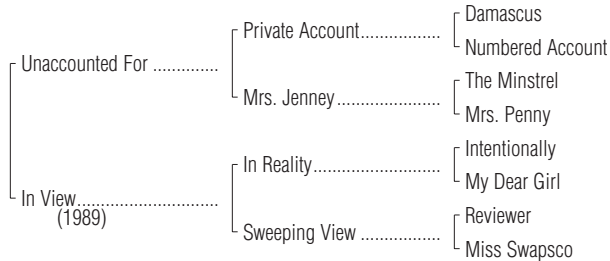 Damascus
Private Account..................
Numbered Account
Unaccounted For ..............
The Minstrel
Mrs. Jenney.......................
Mrs. Penny
Intentionally
In Reality............................
My Dear Girl
In View..............................
(1989)
Reviewer
Sweeping View .................
Miss Swapsco